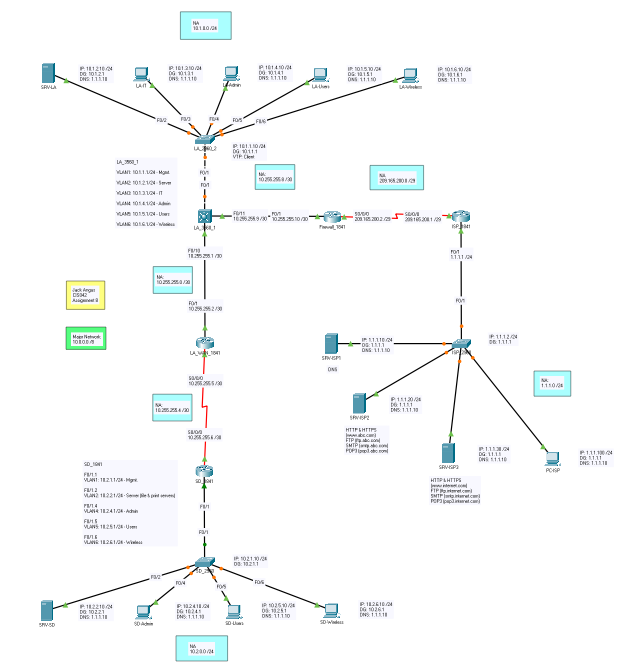 NA
10.1.0.0 /24
IP: 10.1.2.10 /24
DG: 10.1.2.1
DNS: 1.1.1.10
IP: 10.1.3.10 /24
DG: 10.1.3.1
DNS: 1.1.1.10
IP: 10.1.4.10 /24
DG: 10.1.4.1
DNS: 1.1.1.10
IP: 10.1.5.10 /24
DG: 10.1.5.1
DNS: 1.1.1.10
IP: 10.1.6.10 /24
DG: 10.1.6.1
DNS: 1.1.1.10
SRV-LA
LA-IT
LA-Admin
LA-Users
LA-Wireless
F0/2
F0/3
F0/4
F0/5
F0/6
LA_2960_2
IP: 10.1.1.10 /24
DG: 10.1.1.1
VTP: Client
LA_3560_1
VLAN1: 10.1.1.1/24 - Mgmt
VLAN2: 10.1.2.1/24 - Server
VLAN3: 10.1.3.1/24 - IT
VLAN4: 10.1.4.1/24 - Admin
VLAN5: 10.1.5.1/24 - Users
VLAN6: 10.1.6.1/24 - Wireless
F0/1
F0/1
NA:
10.255.255.8 /30
NA:
209.165.200.0 /29
LA_3560_1
F0/11
10.255.255.9 /30
F0/1
10.255.255.10 /30
Firewall_1841
S0/0/0
209.165.200.2 /29
S0/0/0
209.165.200.1 /29
ISP_1841
F0/10
10.255.255.1 /30
F0/1
1.1.1.1 /24
NA:
10.255.255.0 /30
Jack Angus
Assignment 8
Major Network:
10.0.0.0 /8
F0/1
10.255.255.2 /30
F0/1
LA_WAN_1841
IP: 1.1.1.2 /24
DG: 1.1.1.1
IP: 1.1.1.10 /24
DG: 1.1.1.1
DNS: 1.1.1.10
SRV-ISP1
DNS
S0/0/0
10.255.255.5 /30
NA:
10.255.255.4 /30
NA:
1.1.1.0 /24
IP: 1.1.1.20 /24
DG: 1.1.1.1
DNS: 1.1.1.10
SRV-ISP2
HTTP & HTTPS
(www.abc.com)
FTP (ftp.abc.com)
SMTP (smtp.abc.com)
POP3 (pop3.abc.com)
S0/0/0
10.255.255.6 /30
IP: 1.1.1.30 /24
DG: 1.1.1.1
DNS: 1.1.1.10
SRV-ISP3
IP: 1.1.1.100 /24
DG: 1.1.1.1
DNS: 1.1.1.10
PC-ISP
HTTP & HTTPS
(www.internet.com)
FTP (ftp.internet.com)
SMTP (smtp.internet.com)
POP3 (pop3.internet.com)
SD_1841
SD_1841
F0/1.1
VLAN1: 10.2.1.1/24 - Mgmt
F0/1.2
VLAN2: 10.2.2.1/24 - Server (file & print servers)
F0/1.4
VLAN4: 10.2.4.1/24 - Admin
F0/1.5
VLAN5: 10.2.5.1/24 - Users
F0/1.6
VLAN6: 10.2.6.1/24 - Wireless
F0/1
F0/1
IP: 10.2.1.10 /24
DG: 10.2.1.1
F0/2
F0/4
F0/5
F0/6
IP: 10.2.2.10 /24
DG: 10.2.2.1
DNS: 1.1.1.10
IP: 10.2.4.10 /24
DG: 10.2.4.1
DNS: 1.1.1.10
IP: 10.2.5.10 /24
DG: 10.2.5.1
DNS: 1.1.1.10
IP: 10.2.6.10 /24
DG: 10.2.6.1
DNS: 1.1.1.10
SRV-SD
SD-Admin
SD-Users
SD-Wireless
NA
10.2.0.0 /24